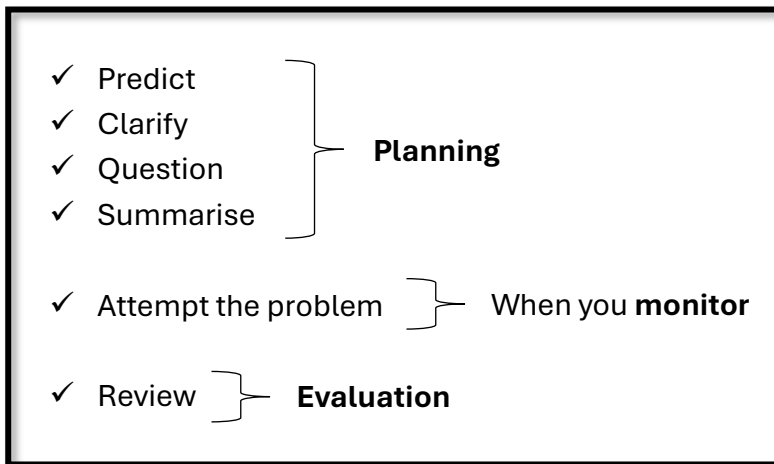 ✓ Predict
✓ Clarify
✓ Question
✓ Summarise
Planning
✓ Attempt the problem When you monitor
✓ Review Evaluation